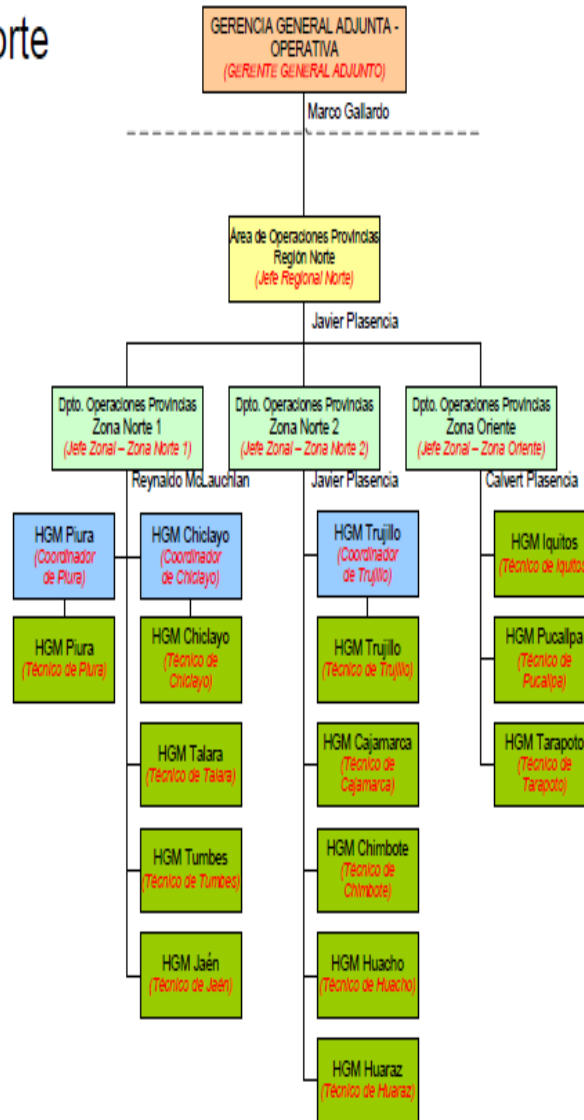 orte
GERENCIA GENERAL ADJUNTA -
OPERATIVA
(GERENTE GENERAL ADJUNTO)
Marco Gallardo
Área de Operaciones Provincias
Región Norte
(Jefe Regional Norte)
Javier Plasencia
Dpto. Operaciones Provincias
Zona Norte 1
(Jefe Zonal – Zona Norte 1)
Reynaldo McLauchlan
Dpto. Operaciones Provincias
Zona Norte 2
(Jefe Zonal – Zona Norte 2)
Javier Plasencia
Dpto. Operaciones Provincias
Zona Oriente
(Jefe Zonal – Zona Oriente)
Calvert Plasencia
HGM Piura
(Coordinador
de Piura)
HGM Piura
(Técnico de Piura)
HGM Chiclayo
(Coordinador
de Chiclayo)
HGM Chiclayo
(Técnico de
Chiclayo)
HGM Talara
(Técnico de Talara)
HGM Tumbes
(Técnico de Tumbes)
HGM Jaén
(Técnico de Jaén)
HGM Trujillo
(Coordinador
de Trujillo)
HGM Trujillo
(Técnico de Trujillo)
HGM Cajamarca
(Técnico de
Cajamarca)
HGM Chimbote
(Técnico de
Chimbote)
HGM Huacho
(Técnico de Huacho)
HGM Huaraz
(Técnico de Huaraz)
HGM Iquitos
(Técnico de Iquitos
HGM Pucallpa
(Técnico de
Pucallpa)
HGM Tarapoto
(Técnico de
Tarapoto)